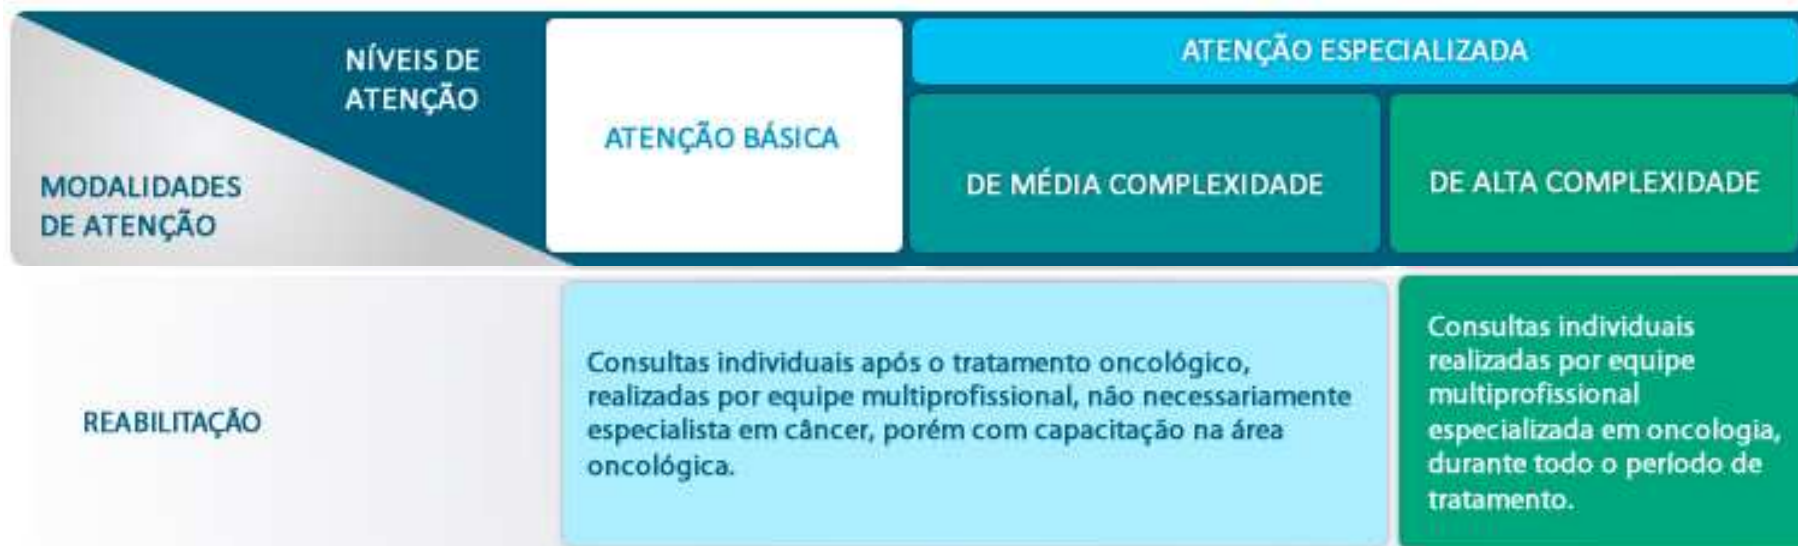 NÍVEIS DE
ATENÇÃO
MODALIDADES
DE ATENÇÃO
ATENÇÃO BÁSICA
ATENÇÃO ESPECIALIZADA
DE MÉDIA COMPLEXIDADE
DE ALTA COMPLEXIDADE
REABILITAÇÃO
Consultas individuais após o tratamento oncológico,
realizadas por equipe multiprofissional, não necessariamente
especialista em câncer, porém com capacitação na área
oncológica.
Consultas individuais
realizadas por equipe
multiprofissional
especializada em oncologia,
durante todo o período de
tratamento.